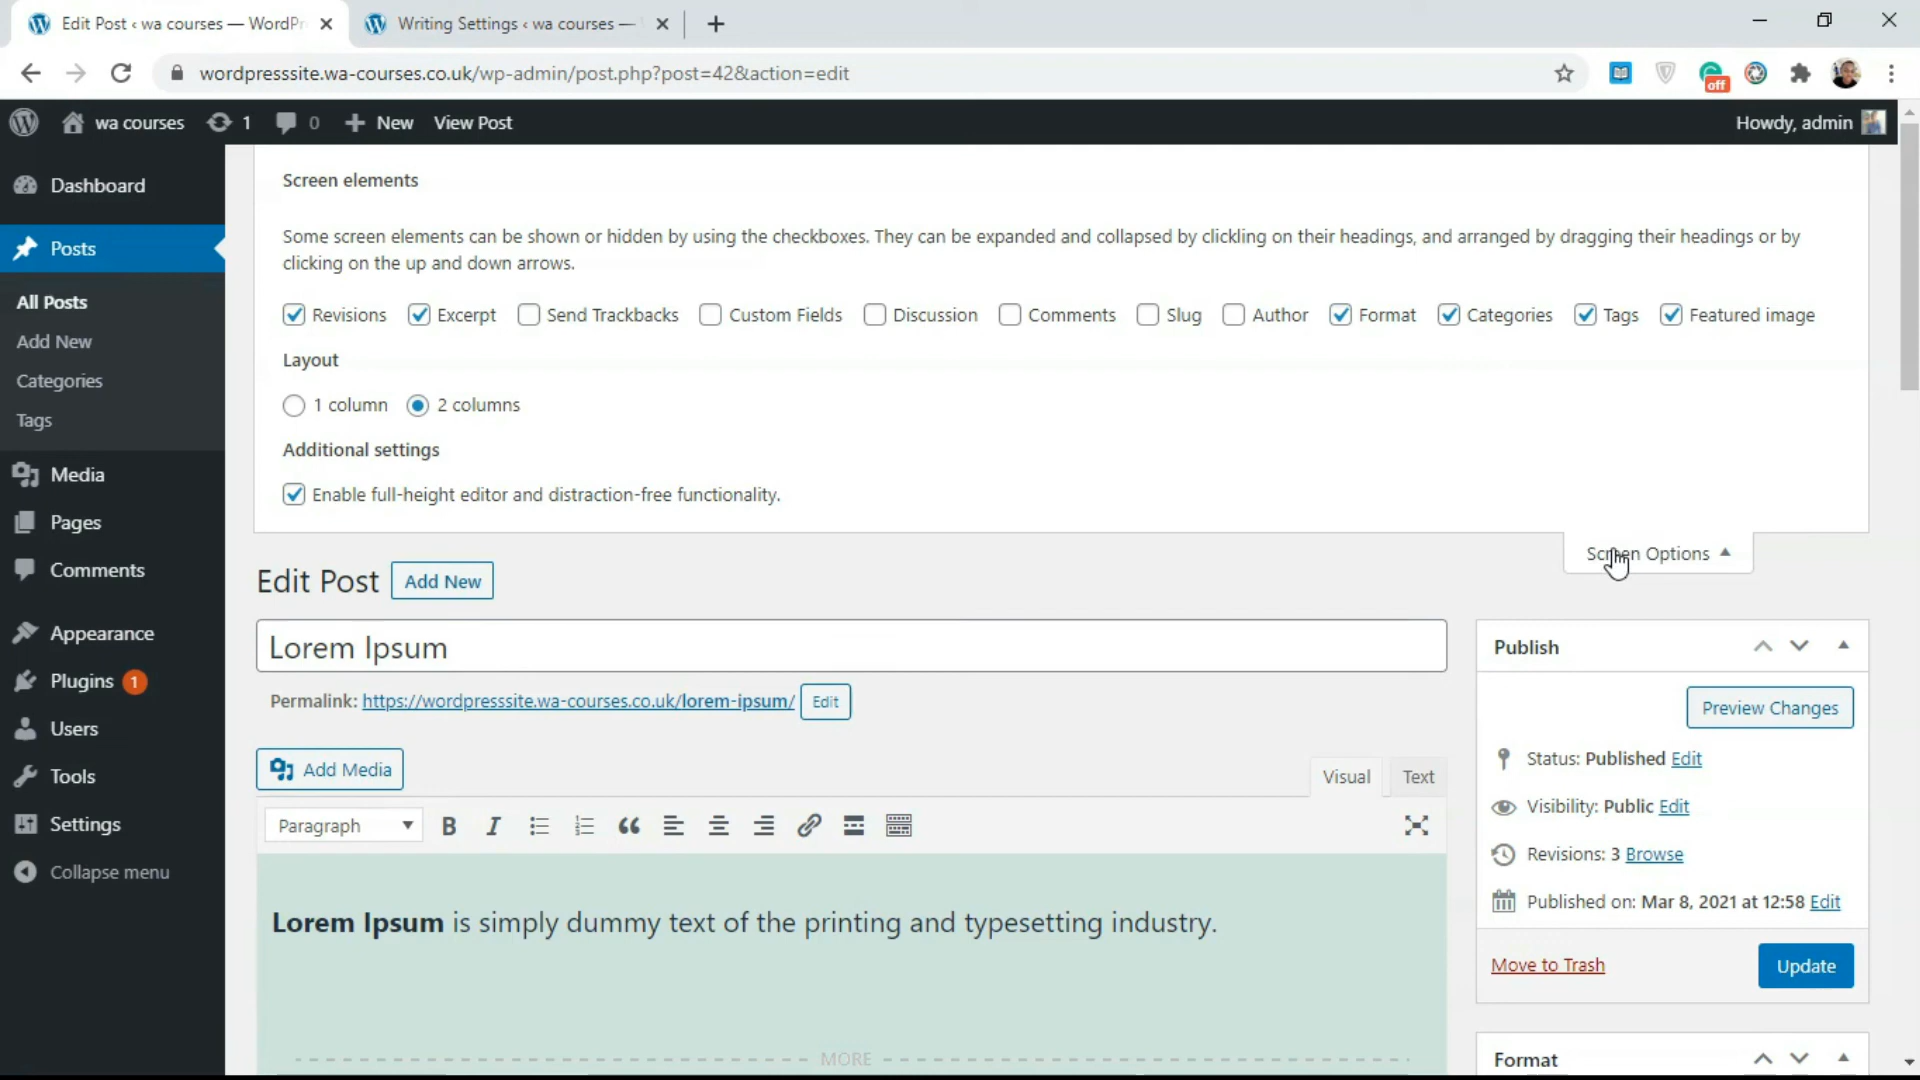 Edit Post ‹ wa courses — WordPr
Writing Settings ‹ wa courses —
wordpresssite.wa-courses.co.uk/wp-admin/post.php?post=42&action=edit
off
wa courses
1
0
New
View Post
Howdy, admin
Dashboard
Posts
All Posts
Add New
Categories
Tags
Media
Pages
Comments
Appearance
Plugins 1
Users
Tools
Settings
Collapse menu
Screen elements
Some screen elements can be shown or hidden by using the checkboxes. They can be expanded and collapsed by clickling on their headings, and arranged by dragging their headings or by
clicking on the up and down arrows.
Revisions Excerpt Send Trackbacks Custom Fields Discussion Comments Slug Author Format Categories Tags Featured image
Layout
1 column 2 columns
Additional settings
Enable full-height editor and distraction-free functionality.
Screen Options
Edit Post Add New
Lorem Ipsum
Permalink: https://wordpresssite.wa-courses.co.uk/lorem-ipsum/ Edit
Add Media
Visual Text
Paragraph B I
Lorem Ipsum is simply dummy text of the printing and typesetting industry.
MORE
Publish
Preview Changes
Status: Published Edit
Visibility: Public Edit
Revisions: 3 Browse
Published on: Mar 8, 2021 at 12:58 Edit
Move to Trash
Update
Format